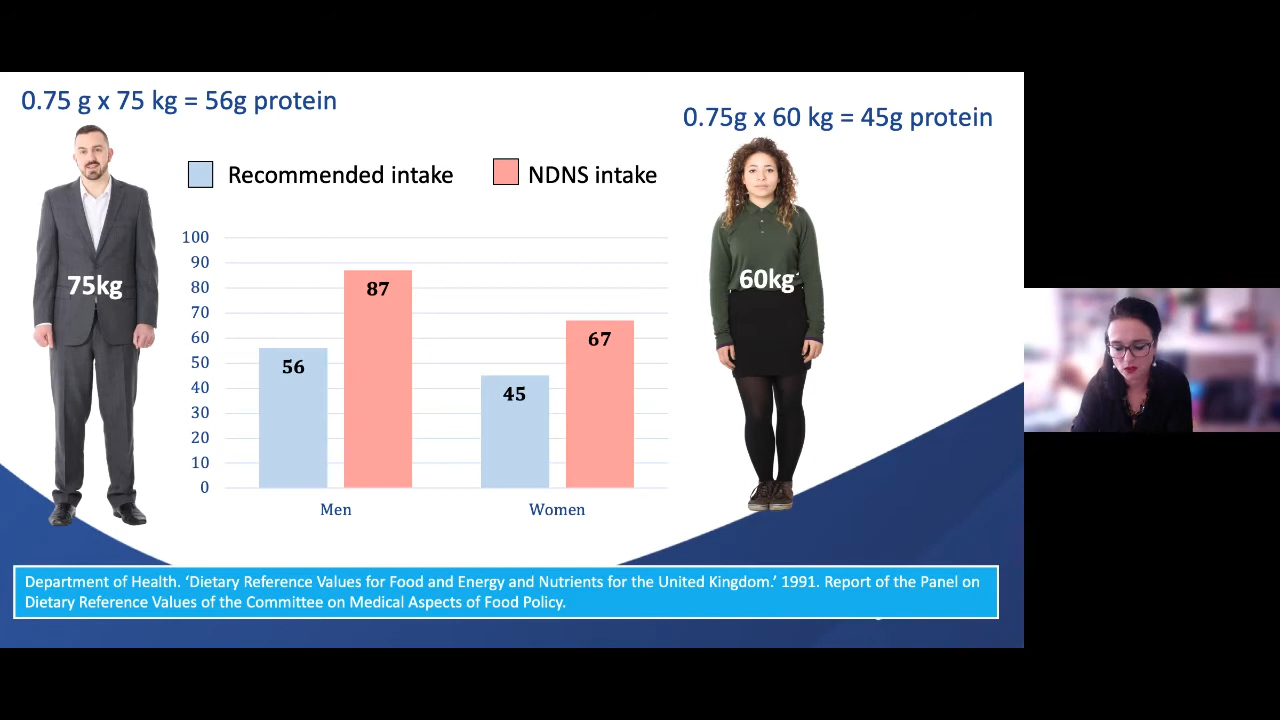 0.75 g x 75 kg = 56g protein
0.75g x 60 kg = 45g protein
Recommended intake
NDNS intake
75kg
60kg
100
90
80
70
60
50
40
30
20
10
0
56
87
45
67
Men
Women
Department of Health. ‘Dietary Reference Values for Food and Energy and Nutrients for the United Kingdom.’ 1991. Report of the Panel on
Dietary Reference Values of the Committee on Medical Aspects of Food Policy.